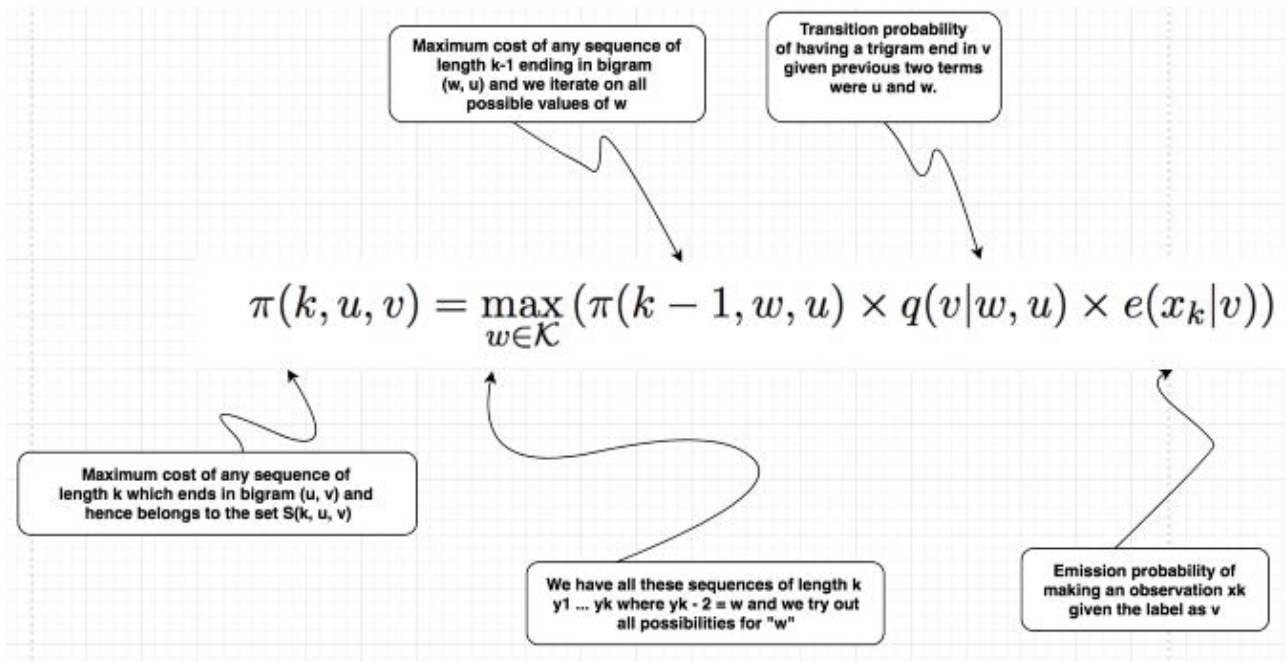 Maximum cost of any sequence of
length k-1 ending in bigram
(w, u) and we iterate on all
possible values of w
Transition probability
of having a trigram end in v
given previous two terms
were u and w.
π(k, u, v) = max (π(k − 1, w, u) × q(v|w, u) × e(xₖ|v))
w∈𝒦
Maximum cost of any sequence of
length k which ends in bigram (u, v) and
hence belongs to the set S(k, u, v)
We have all these sequences of length k
y1 ... yk where yk - 2 = w and we try out
all possibilities for "w"
Emission probability of
making an observation xk
given the label as v